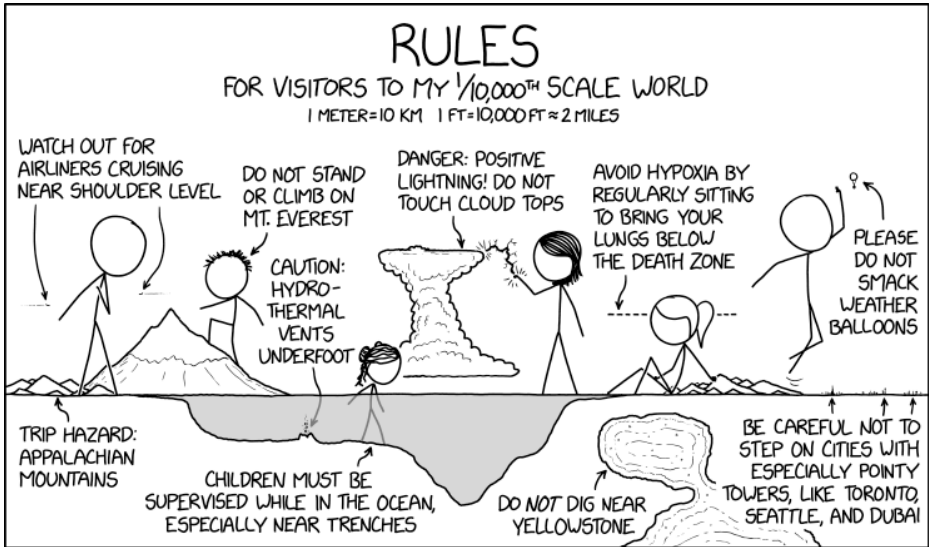 RULES
FOR VISITORS TO MY 1/10,000TH SCALE WORLD
1 METER=10 KM 1 FT=10,000 FT≈2 MILES
WATCH OUT FOR
AIRLINERS CRUISING
NEAR SHOULDER LEVEL
DO NOT STAND
OR CLIMB ON
MT. EVEREST
CAUTION:
HYDRO-
THERMAL
VENTS
UNDERFOOT
DANGER: POSITIVE
LIGHTNING! DO NOT
TOUCH CLOUD TOPS
AVOID HYPOXIA BY
REGULARLY SITTING
TO BRING YOUR
LUNGS BELOW
THE DEATH ZONE
PLEASE
DO NOT
SMACK
WEATHER
BALLOONS
TRIP HAZARD:
APPALACHIAN
MOUNTAINS
CHILDREN MUST BE
SUPERVISED WHILE IN THE OCEAN,
ESPECIALLY NEAR TRENCHES
DO NOT DIG NEAR
YELLOWSTONE
BE CAREFUL NOT TO
STEP ON CITIES WITH
ESPECIALLY POINTY
TOWERS, LIKE TORONTO,
SEATTLE, AND DUBAI